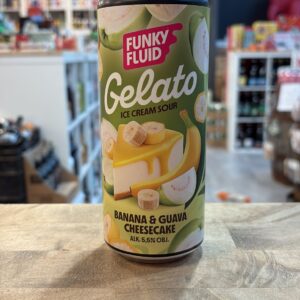 FUNKY
FLUID
Gelato
ICE CREAM SOUR
BANANA & GUAVA
CHEESECAKE
ALK. 5,5% OBJ.